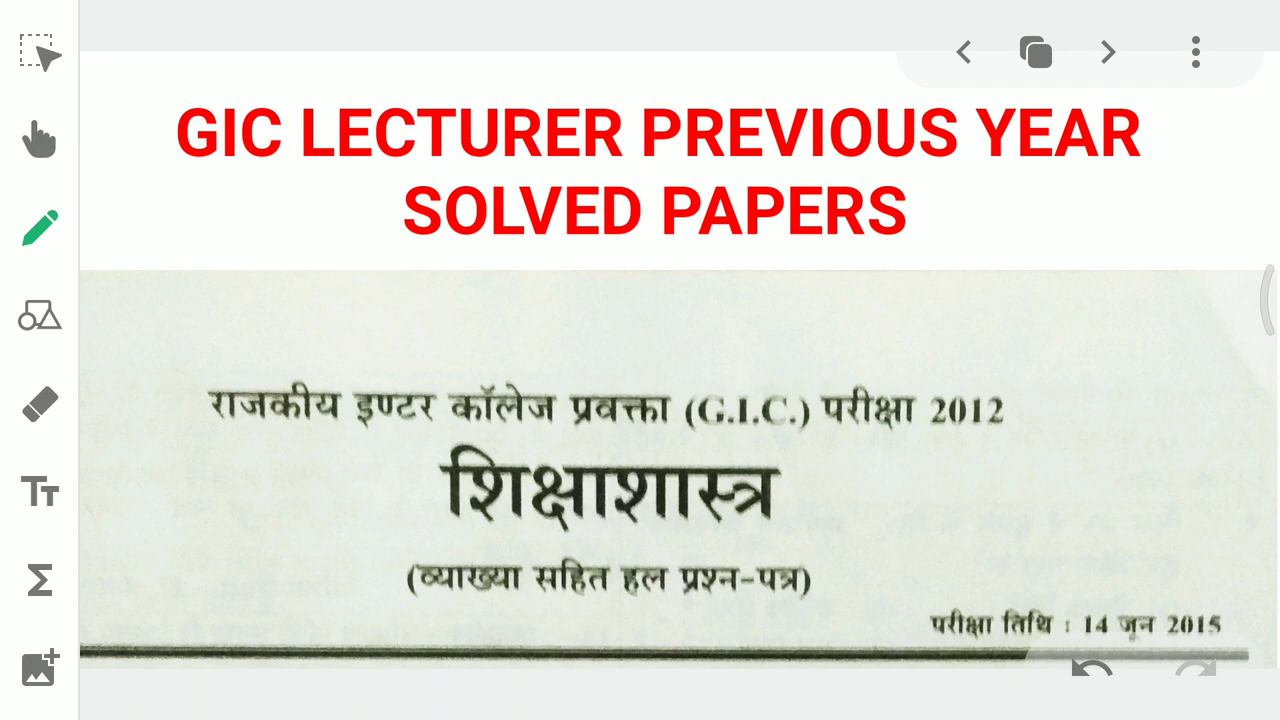 GIC LECTURER PREVIOUS YEAR
SOLVED PAPERS
राजकीय इण्टर कॉलेज प्रवक्ता (G.I.C.) परीक्षा 2012
शिक्षाशास्त्र
(व्याख्या सहित हल प्रश्न-पत्र)
परीक्षा तिथि : 14 जून 2015